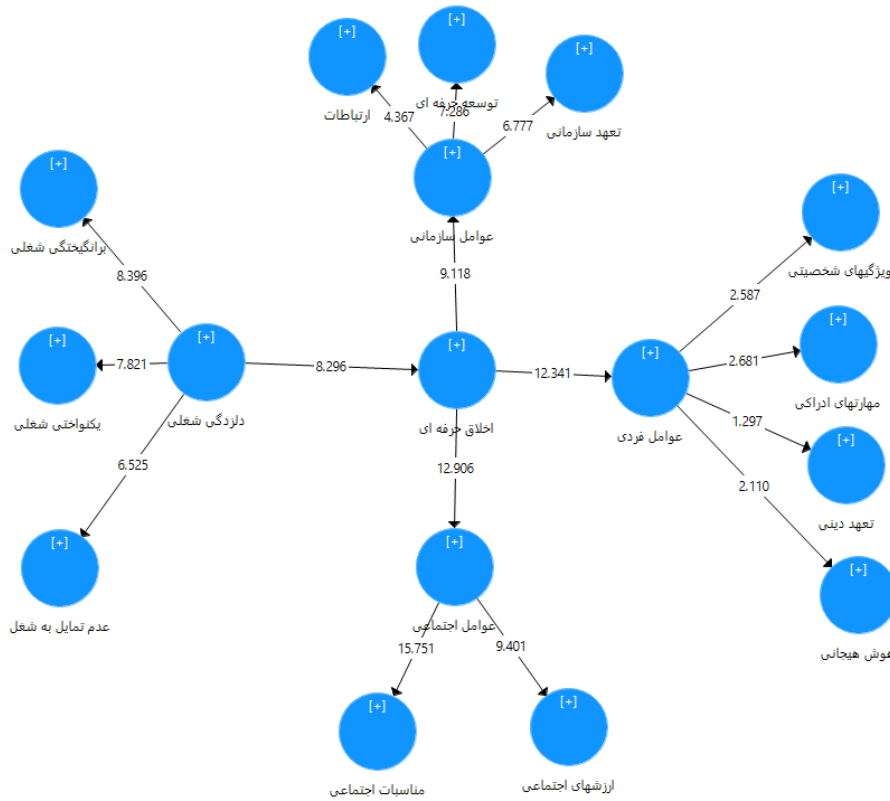 [+]
[+]
[+]
توسعه حرفه ای
ارتباطات
تعهد سازمانی
4.367
7.286
6.777
[+]
[+]
[+]
عوامل سازمانی
برانگیختگی شغلی
ویژگیهای شخصیتی
8.396
9.118
2.587
[+]
[+]
[+]
[+]
[+]
7.821
8.296
12.341
2.681
مهارتهای ادراکی
یکنواختی شغلی
دلزدگی شغلی
اخلاق حرفه ای
عوامل فردی
1.297
[+]
6.525
12.906
2.110
تعهد دینی
[+]
[+]
[+]
عدم تمایل به شغل
عوامل اجتماعی
هوش هیجانی
15.751
9.401
[+]
[+]
مناسبات اجتماعی
ارزشهای اجتماعی